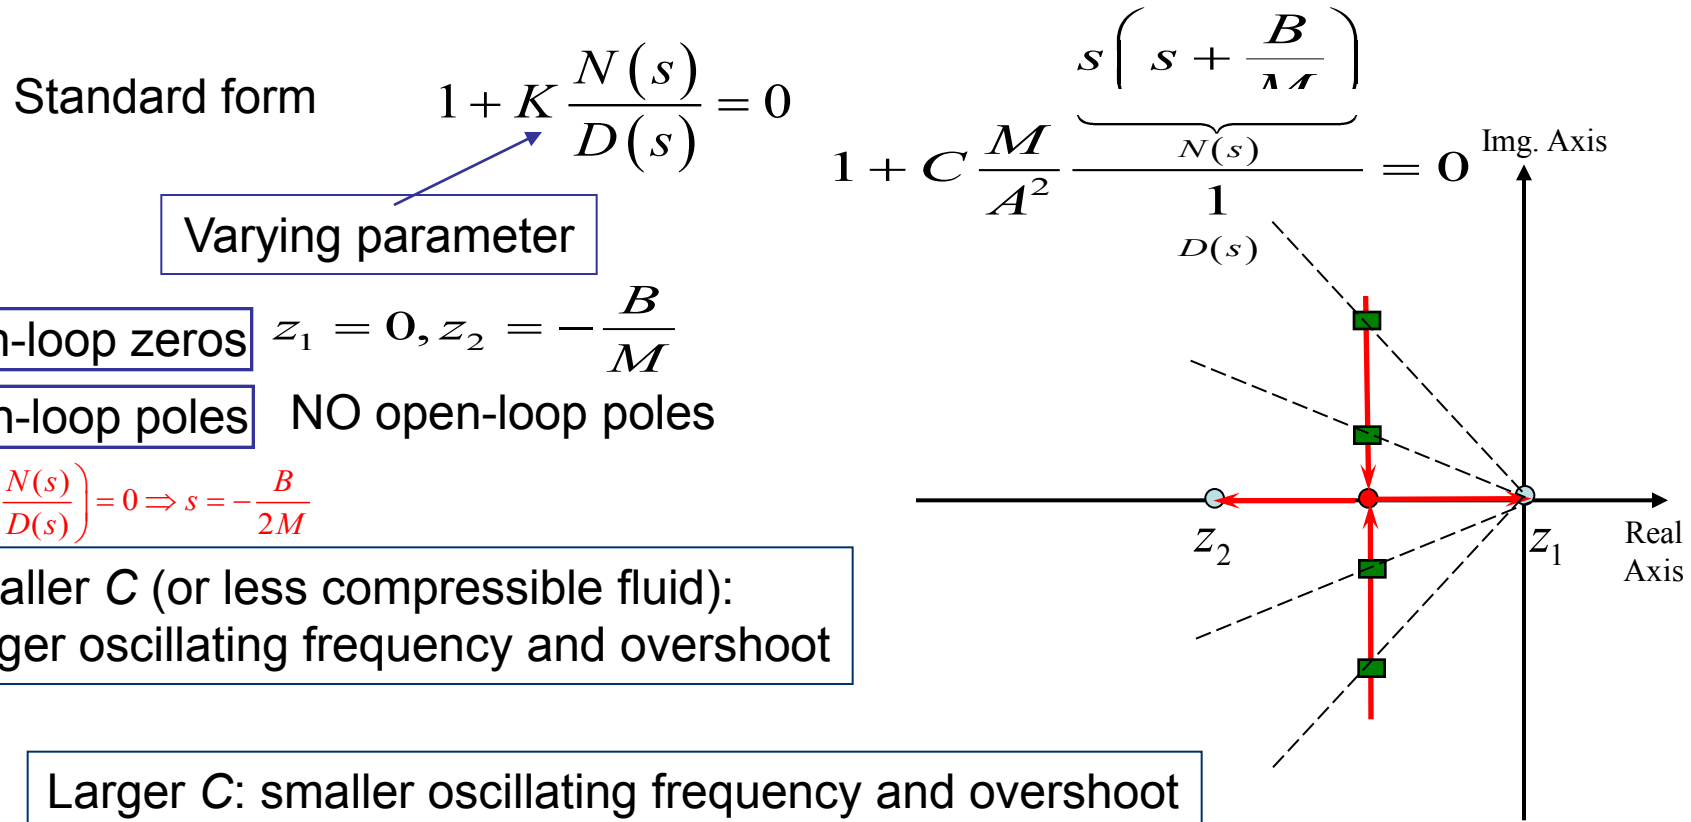 Standard form 1 + K N(s)/D(s) = 0
Varying parameter
1 + C M/A² s(s + B/M)/1 = 0
N(s)
D(s)
n-loop zeros z₁ = 0, z₂ = −B/M
n-loop poles NO open-loop poles
N(s)/D(s)) = 0 ⇒ s = −B/2M
aller C (or less compressible fluid):
ger oscillating frequency and overshoot
Larger C: smaller oscillating frequency and overshoot
Img. Axis
z₂
z₁
Real
Axis